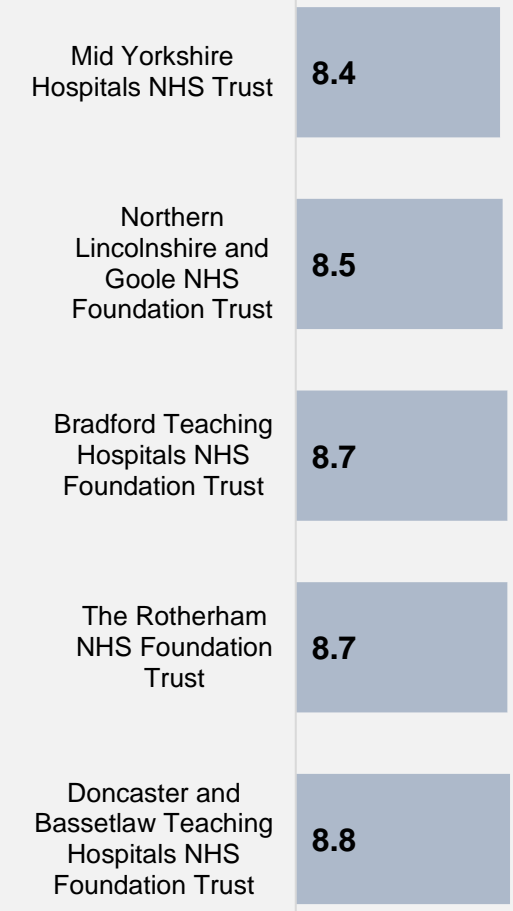 Mid Yorkshire
Hospitals NHS Trust
8.4
Northern
Lincolnshire and
Goole NHS
Foundation Trust
8.5
Bradford Teaching
Hospitals NHS
Foundation Trust
8.7
The Rotherham
NHS Foundation
Trust
8.7
Doncaster and
Bassetlaw Teaching
Hospitals NHS
Foundation Trust
8.8